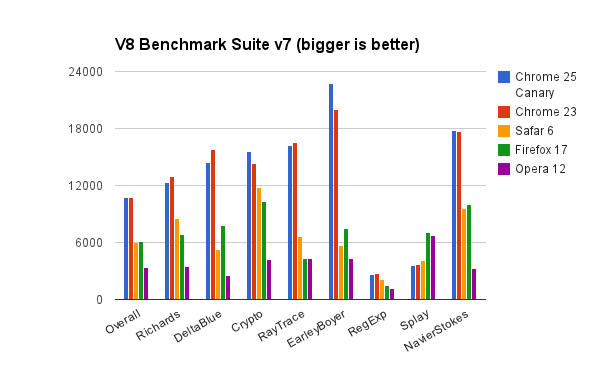 V8 Benchmark Suite v7 (bigger is better)
24000
18000
12000
6000
0
Overall
Richards
DeltaBlue
Crypto
RayTrace
EarleyBoyer
RegExp
Splay
NavierStokes
Chrome 25
Canary
Chrome 23
Safar 6
Firefox 17
Opera 12